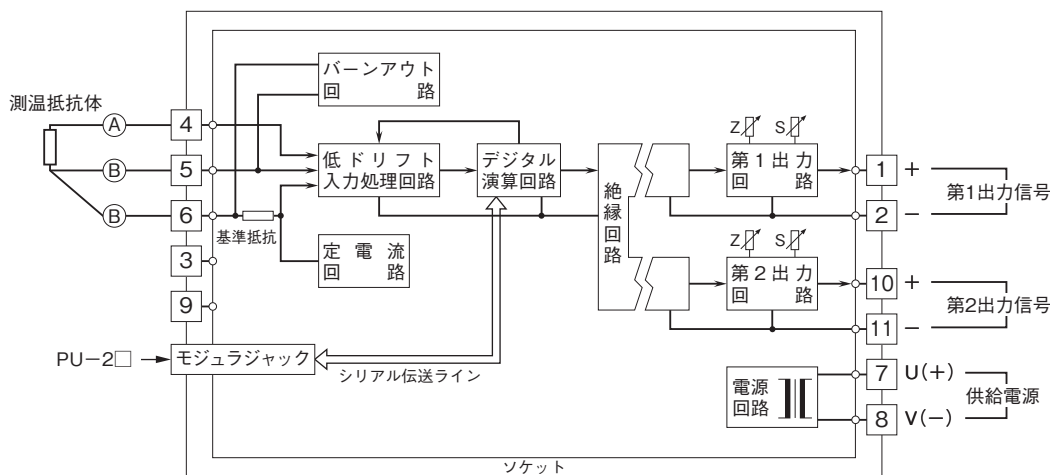 バーンアウト
回　　　　路
測温抵抗体
A
4
B
5
B
6
3
9
低ドリフト
入力処理回路
デジタル
演算回路
基準抵抗
定　電　流
回　　　路
絶縁回路
Z
S
第1出力
回　　路
1
+
2
−
第1出力信号
Z
S
第2出力
回　　路
10
+
11
−
第2出力信号
PU−2□
モジュラジャック
シリアル伝送ライン
電源
回路
7
U(+)
8
V(−)
供給電源
ソケット